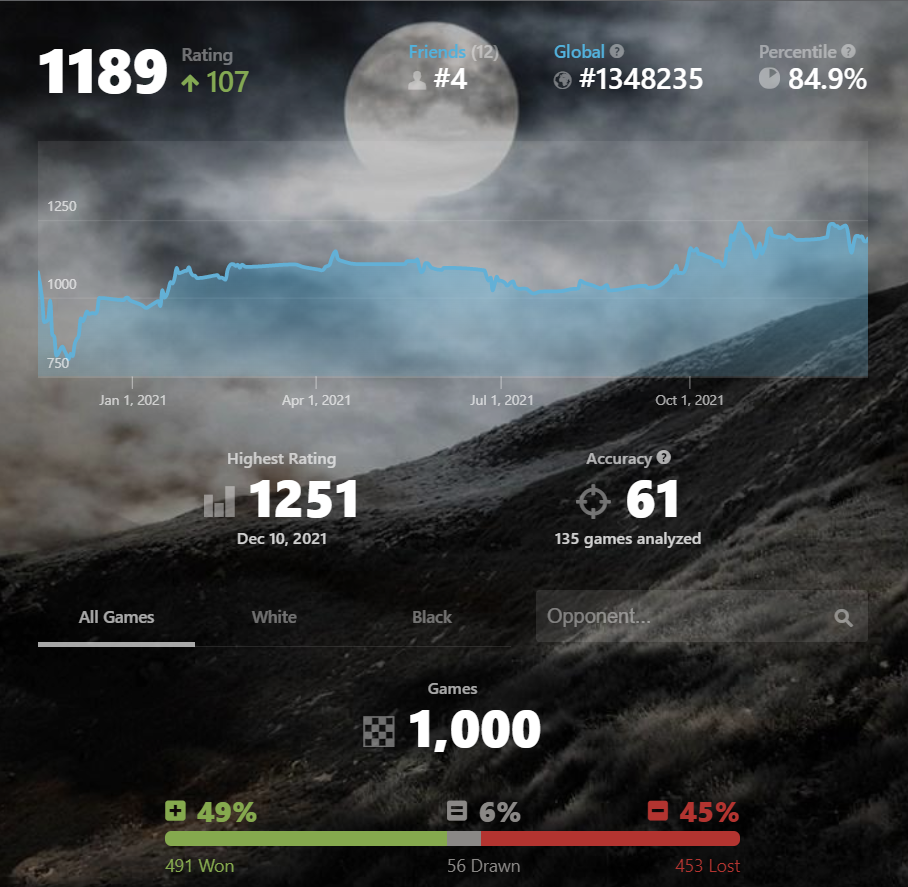 1189 Rating ↑ 107
Friends (12) Global Percentile
#4 #1348235 84.9%
1250
1000
750
Jan 1, 2021 Apr 1, 2021 Jul 1, 2021 Oct 1, 2021
Highest Rating Accuracy
1251 61
Dec 10, 2021 135 games analyzed
All Games White Black Opponent...
Games
1,000
49% 6% 45%
491 Won 56 Drawn 453 Lost